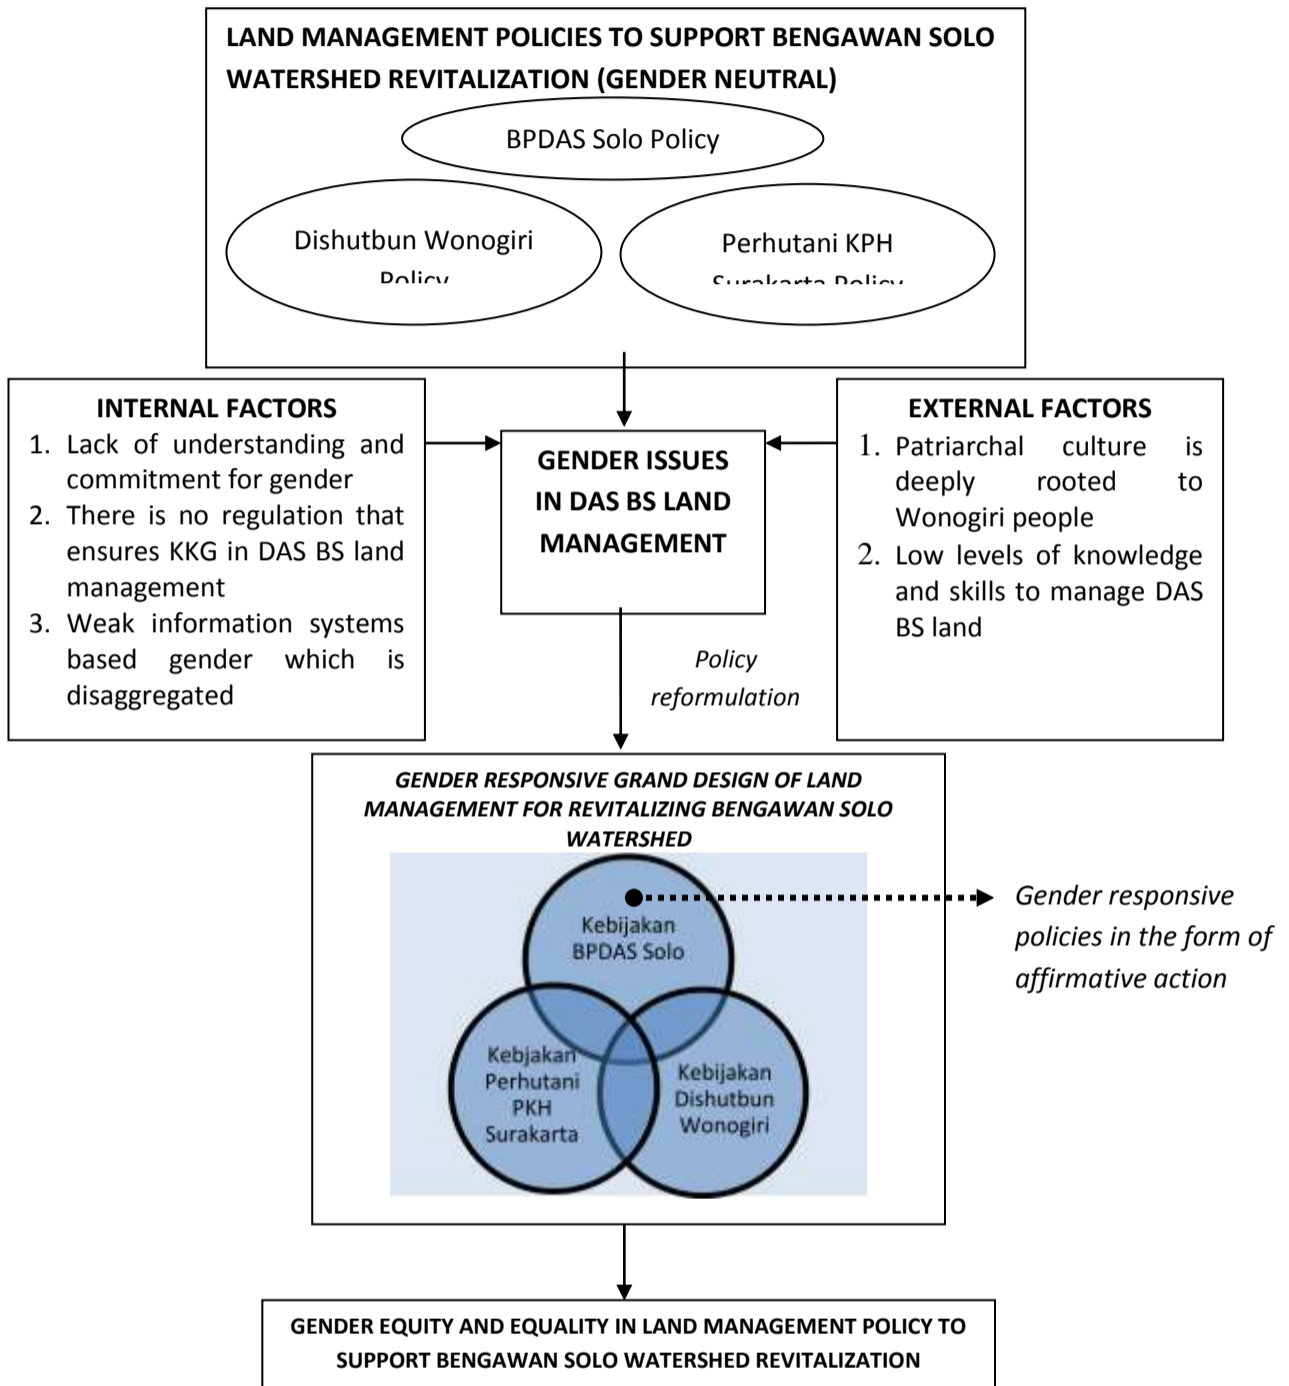 LAND MANAGEMENT POLICIES TO SUPPORT BENGAWAN SOLO
WATERSHED REVITALIZATION (GENDER NEUTRAL)
BPDAS Solo Policy
Dishutbun Wonogiri
Policy
Perhutani KPH
Surakarta Policy
INTERNAL FACTORS
1. Lack of understanding and
commitment for gender
2. There is no regulation that
ensures KKG in DAS BS land
management
3. Weak information systems
based gender which is
disaggregated
GENDER ISSUES
IN DAS BS LAND
MANAGEMENT
EXTERNAL FACTORS
1. Patriarchal culture is
deeply rooted to
Wonogiri people
2. Low levels of knowledge
and skills to manage DAS
BS land
Policy
reformulation
GENDER RESPONSIVE GRAND DESIGN OF LAND
MANAGEMENT FOR REVITALIZING BENGAWAN SOLO
WATERSHED
Kebijakan
BPDAS Solo
Kebjakan
Perhutani
PKH
Surakarta
Kebijakan
Dishutbun
Wonogiri
Gender responsive
policies in the form of
affirmative action
GENDER EQUITY AND EQUALITY IN LAND MANAGEMENT POLICY TO
SUPPORT BENGAWAN SOLO WATERSHED REVITALIZATION